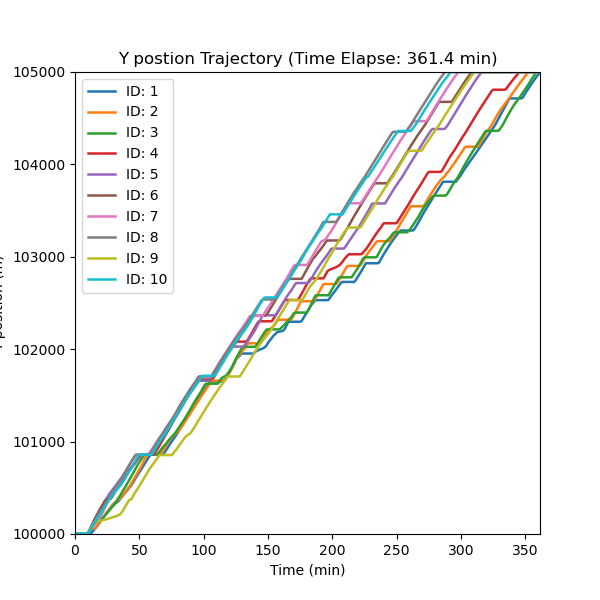 Y postion Trajectory (Time Elapse: 361.4 min)
105000
104000
103000
102000
101000
100000
ID: 1
ID: 2
ID: 3
ID: 4
ID: 5
ID: 6
ID: 7
ID: 8
ID: 9
ID: 10
0 50 100 150 200 250 300 350
Time (min)